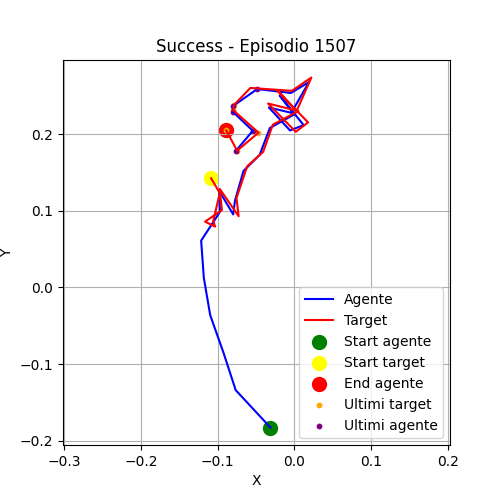 Success - Episodio 1507
Y
0.2
0.1
0.0
−0.1
−0.2
Agente
Target
Start agente
Start target
End agente
Ultimi target
Ultimi agente
−0.3
−0.2
−0.1
0.0
0.1
0.2
X